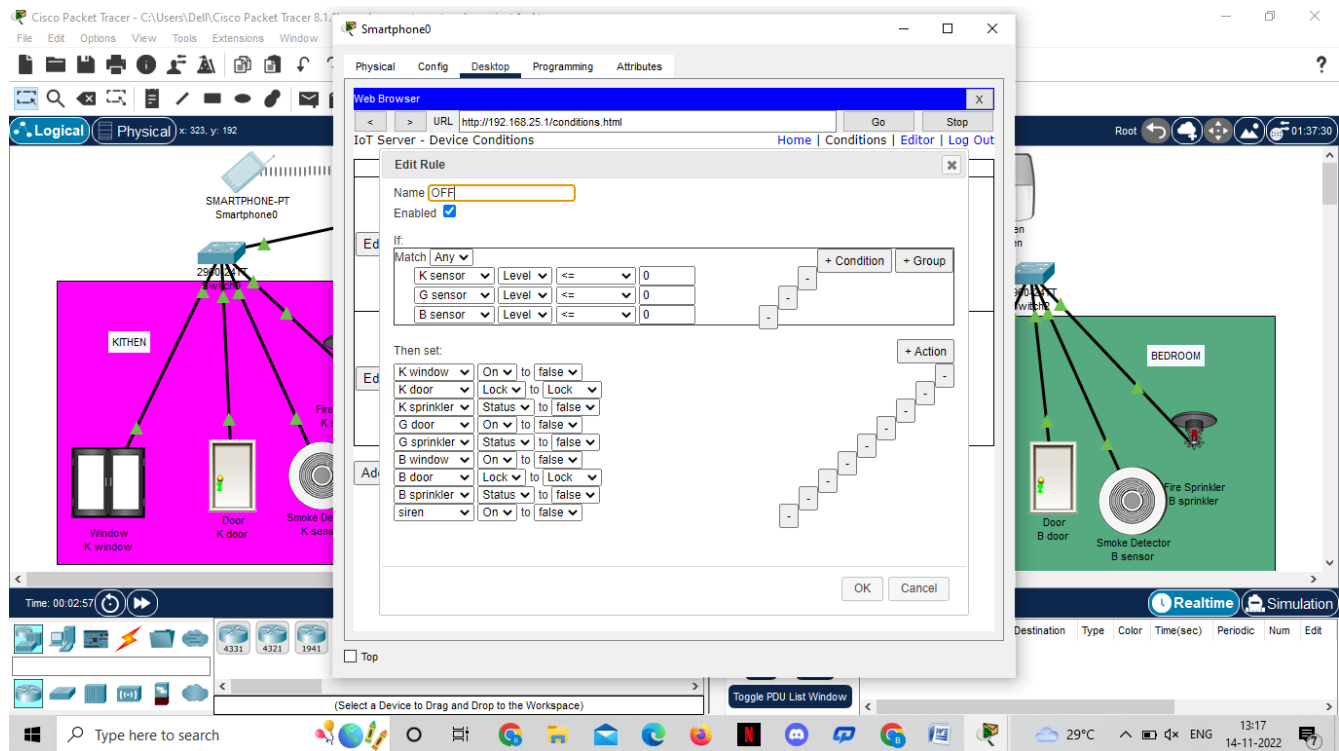 Cisco Packet Tracer - C:\Users\Dell\Cisco Packet Tracer 8.1.
File Edit Options View Tools Extensions Window
Smartphone0
Physical Config Desktop Programming Attributes
Web Browser X
< > URL http://192.168.25.1/conditions.html Go Stop
IoT Server - Device Conditions Home | Conditions | Editor | Log Out
Logical Physical x: 323, y: 192
Root 01:37:30
Edit Rule
Name OFF
Enabled
If:
Match Any + Condition + Group
K sensor Level <= 0 -
G sensor Level <= 0 -
B sensor Level <= 0 -
Then set: + Action
K window On to false -
K door Lock to Lock -
K sprinkler Status to false -
G door On to false -
G sprinkler Status to false -
B window On to false -
B door Lock to Lock -
B sprinkler Status to false -
siren On to false -
OK Cancel
Top
SMARTPHONE-PT
Smartphone0
2960-24TT
Switch0
KITHEN
Window
K window
Door
K door
Smoke De
K sens
Fire
K s
BEDROOM
Door
B door
Smoke Detector
B sensor
Fire Sprinkler
B sprinkler
Time: 00:02:57
Realtime Simulation
4331 4321 1941
(Select a Device to Drag and Drop to the Workspace)
Toggle PDU List Window
Destination Type Color Time(sec) Periodic Num Edit
Type here to search
29°C ENG 13:17
14-11-2022